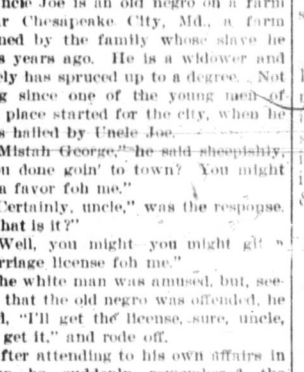 ncle Joe is an old negro on a farm
ar Chesapeake City, Md., a farm
ned by the family whose slave he
s years ago. He is a widower and
ely has spruced up to a degree. Not
g since one of the young men of
place started for the city, when he
s hailed by Uncle Joe.
Mistah George," he said sheepishly,
u done goin' to town? You might
a favor foh me."
Certainly, uncle," was the response.
hat is it?"
Well, you might—you might git
rriage license foh me."
he white man was amused, but, see-
that the old negro was offended, he
d, "I'll get the license, sure, uncle,
get it," and rode off.
fter attending to his own affairs in